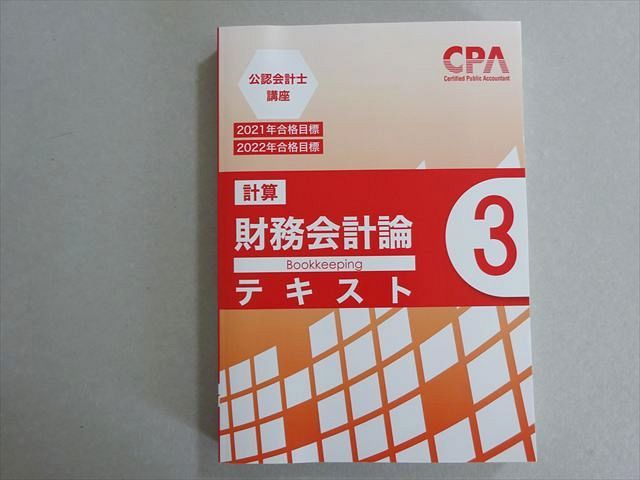 公認会計士
講座
CPA
Certified Public Accountant
2021年合格目標
2022年合格目標
計算
財務会計論
Bookkeeping
テキスト
3